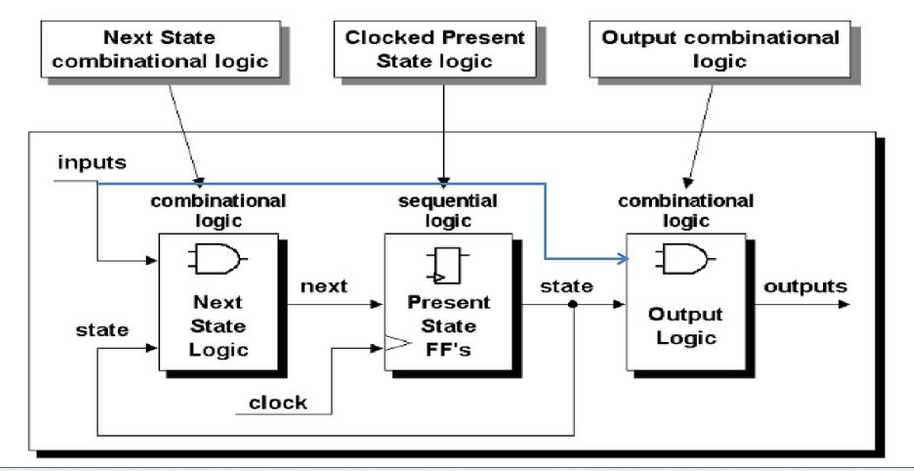 Next State
combinational logic
Clocked Present
State logic
Output combinational
logic
inputs
combinational
logic
sequential
logic
combinational
logic
Next
State
Logic
next
Present
State
FF's
state
Output
Logic
outputs
state
clock